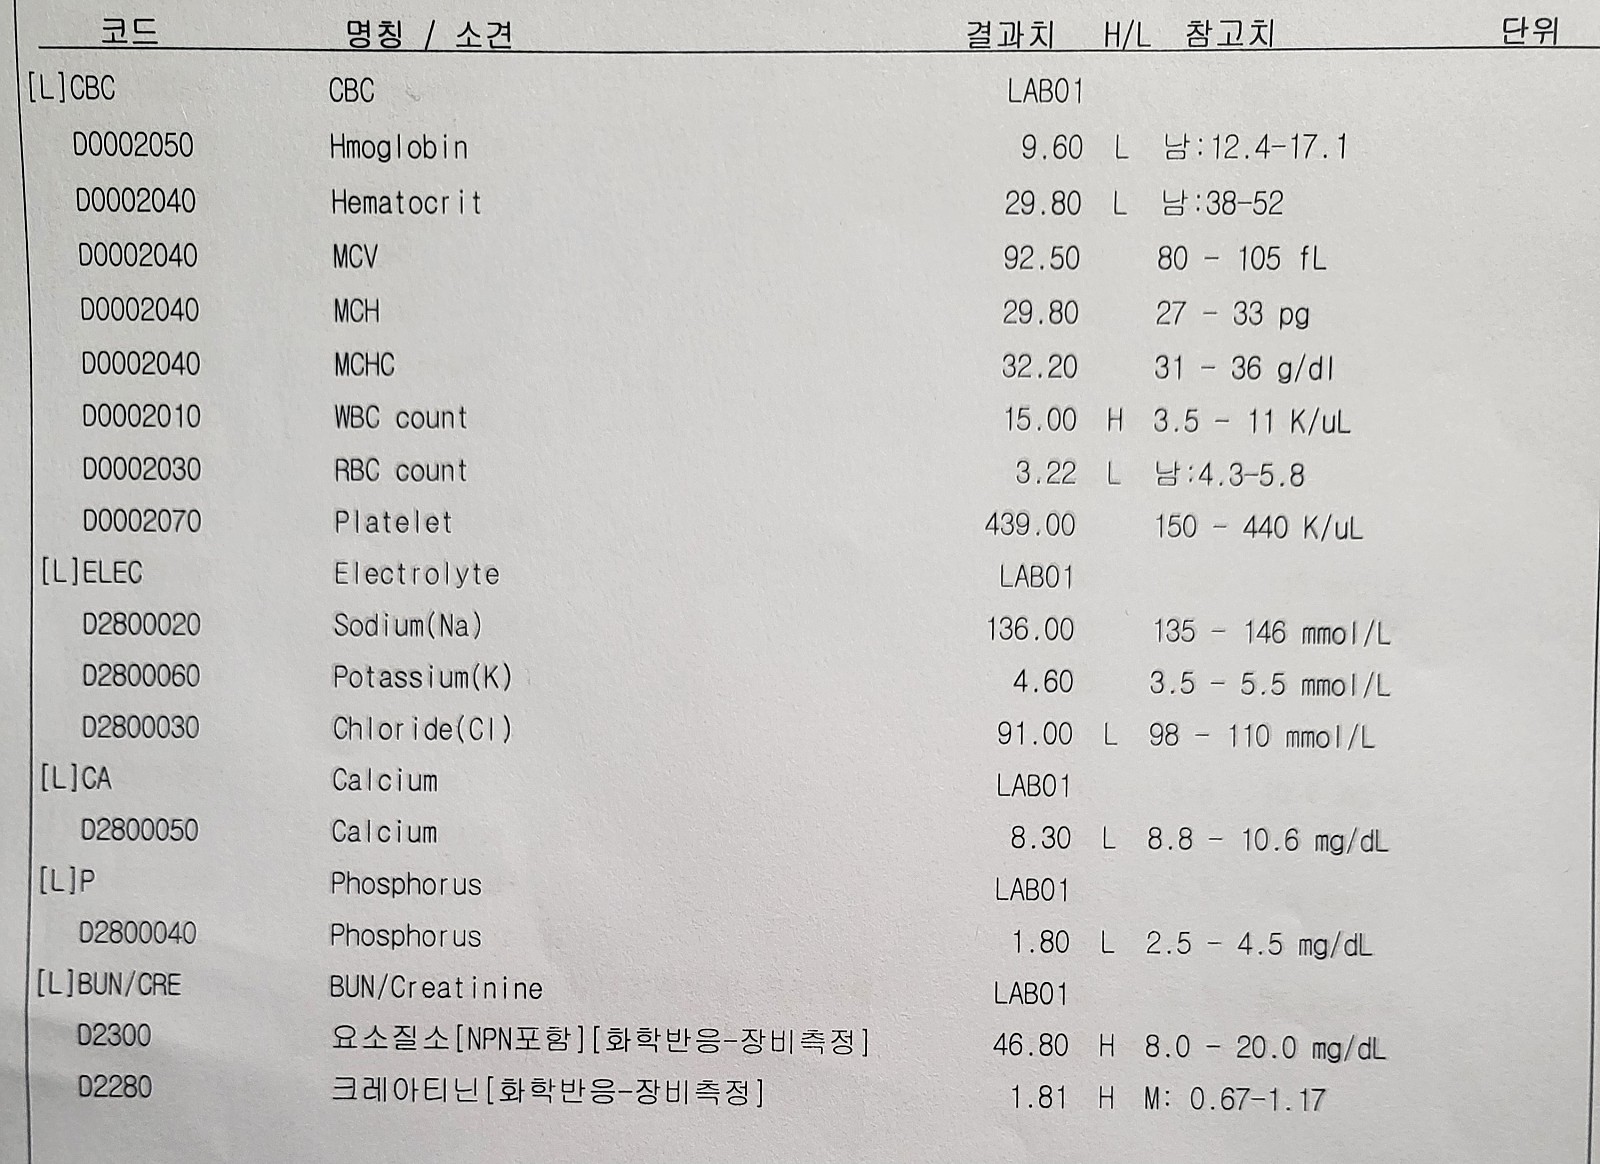 코드 명칭 / 소견 결과치 H/L 참고치 단위
[L]CBC CBC LAB01
D0002050 Hmoglobin 9.60 L 남:12.4-17.1
D0002040 Hematocrit 29.80 L 남:38-52
D0002040 MCV 92.50 80 - 105 fL
D0002040 MCH 29.80 27 - 33 pg
D0002040 MCHC 32.20 31 - 36 g/dl
D0002010 WBC count 15.00 H 3.5 - 11 K/uL
D0002030 RBC count 3.22 L 남:4.3-5.8
D0002070 Platelet 439.00 150 - 440 K/uL
[L]ELEC Electrolyte LAB01
D2800020 Sodium(Na) 136.00 135 - 146 mmol/L
D2800060 Potassium(K) 4.60 3.5 - 5.5 mmol/L
D2800030 Chloride(Cl) 91.00 L 98 - 110 mmol/L
[L]CA Calcium LAB01
D2800050 Calcium 8.30 L 8.8 - 10.6 mg/dL
[L]P Phosphorus LAB01
D2800040 Phosphorus 1.80 L 2.5 - 4.5 mg/dL
[L]BUN/CRE BUN/Creatinine LAB01
D2300 요소질소[NPN포함][화학반응-장비측정] 46.80 H 8.0 - 20.0 mg/dL
D2280 크레아티닌[화학반응-장비측정] 1.81 H M: 0.67-1.17